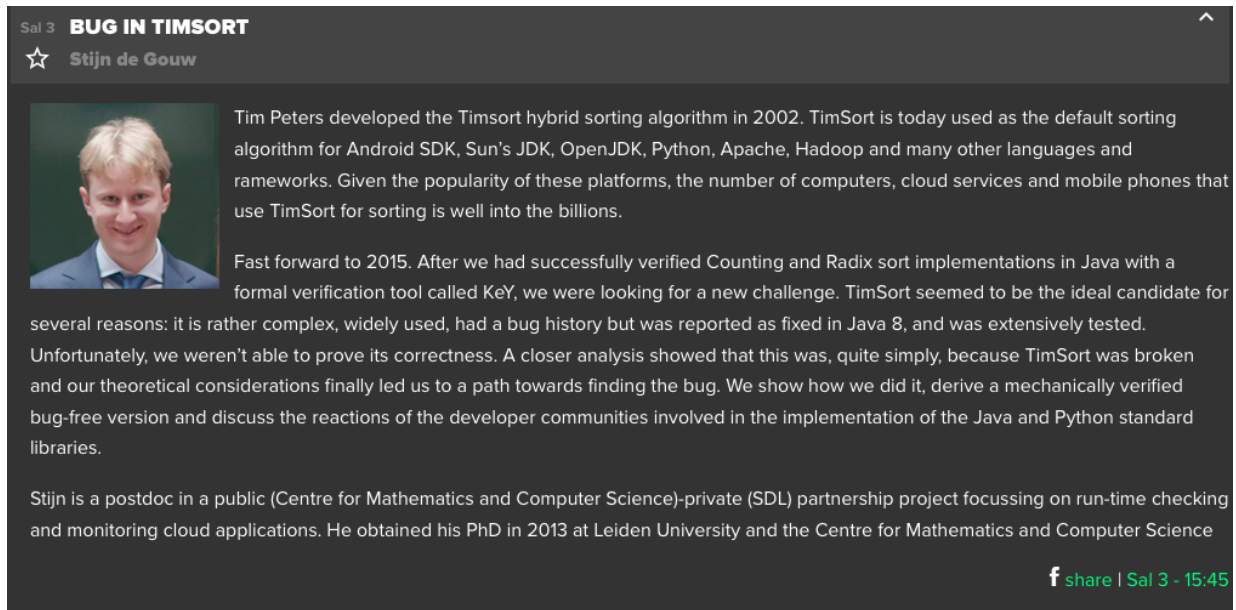 Sal 3 BUG IN TIMSORT
Stijn de Gouw
Tim Peters developed the Timsort hybrid sorting algorithm in 2002. TimSort is today used as the default sorting
algorithm for Android SDK, Sun's JDK, OpenJDK, Python, Apache, Hadoop and many other languages and
rameworks. Given the popularity of these platforms, the number of computers, cloud services and mobile phones that
use TimSort for sorting is well into the billions.
Fast forward to 2015. After we had successfully verified Counting and Radix sort implementations in Java with a
formal verification tool called KeY, we were looking for a new challenge. TimSort seemed to be the ideal candidate for
several reasons: it is rather complex, widely used, had a bug history but was reported as fixed in Java 8, and was extensively tested.
Unfortunately, we weren't able to prove its correctness. A closer analysis showed that this was, quite simply, because TimSort was broken
and our theoretical considerations finally led us to a path towards finding the bug. We show how we did it, derive a mechanically verified
bug-free version and discuss the reactions of the developer communities involved in the implementation of the Java and Python standard
libraries.
Stijn is a postdoc in a public (Centre for Mathematics and Computer Science)-private (SDL) partnership project focussing on run-time checking
and monitoring cloud applications. He obtained his PhD in 2013 at Leiden University and the Centre for Mathematics and Computer Science
f share | Sal 3 - 15:45